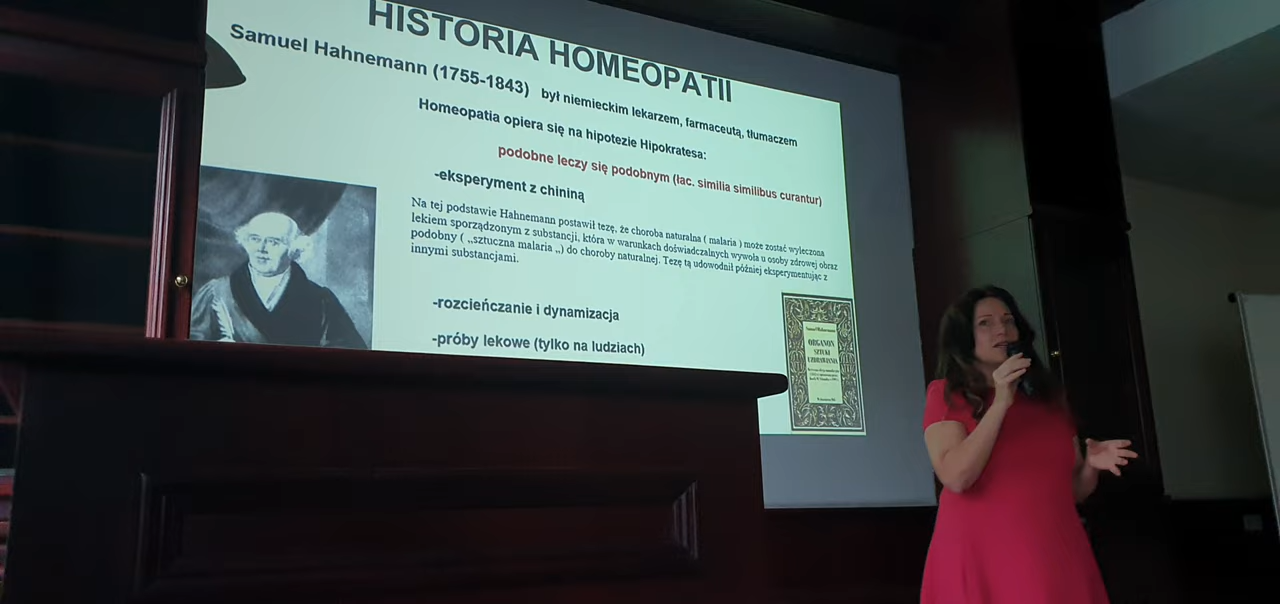 HISTORIA HOMEOPATII
Samuel Hahnemann (1755-1843) był niemieckim lekarzem, farmaceutą, tłumaczem
Homeopatia opiera się na hipotezie Hipokratesa:
podobne leczy się podobnym (łac. similia similibus curantur)
-eksperyment z chininą
Na tej podstawie Hahnemann postawił tezę, że choroba naturalna ( malaria ) może zostać wyleczona
lekiem sporządzonym z substancji, która w warunkach doświadczalnych wywoła u osoby zdrowej obraz
podobny ( „sztuczna malaria „) do choroby naturalnej. Tezę tą udowodnił później eksperymentując z
innymi substancjami.
-rozcieńczanie i dynamizacja
-próby lekowe (tylko na ludziach)
Samuel Hahnemann
ORGANON
SZTUKI
UZDRAWIANIA